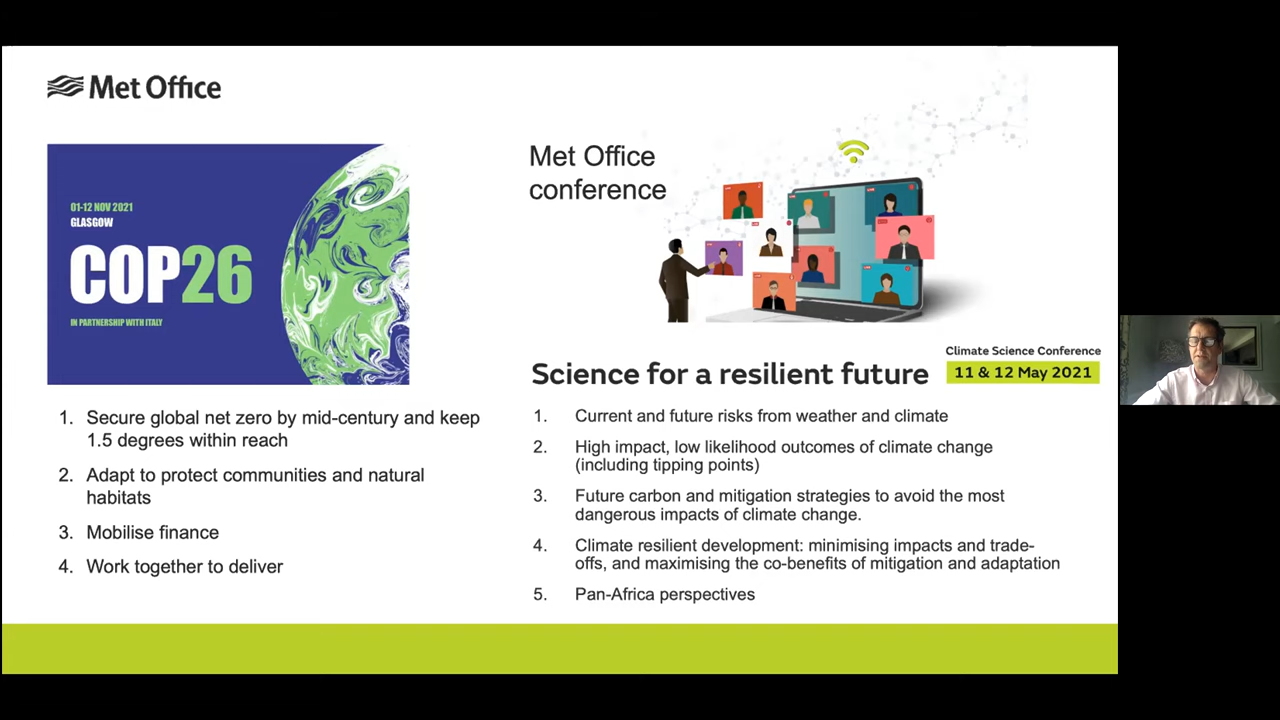 Met Office
01-12 NOV 2021
GLASGOW
COP26
IN PARTNERSHIP WITH ITALY
1. Secure global net zero by mid-century and keep
1.5 degrees within reach
2. Adapt to protect communities and natural
habitats
3. Mobilise finance
4. Work together to deliver
Met Office
conference
Science for a resilient future
Climate Science Conference
11 & 12 May 2021
1. Current and future risks from weather and climate
2. High impact, low likelihood outcomes of climate change
(including tipping points)
3. Future carbon and mitigation strategies to avoid the most
dangerous impacts of climate change.
4. Climate resilient development: minimising impacts and trade-
offs, and maximising the co-benefits of mitigation and adaptation
5. Pan-Africa perspectives